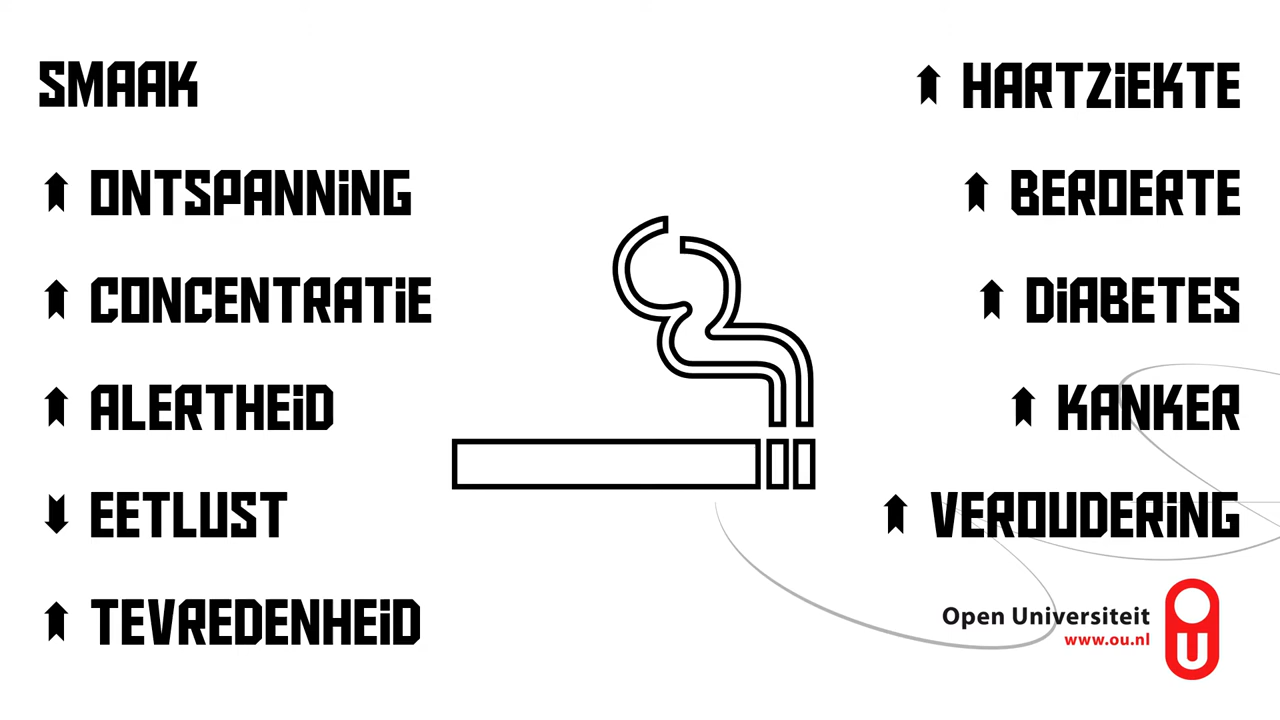 SMAAK
ONTSPANNiNG
CONCENTRATiE
ALERTHEiD
EETLUST
TEVREDENHEiD
HARTZiEKTE
BEROERTE
DiABETES
KANKER
VEROUDERiNG
Open Universiteit
www.ou.nl
U